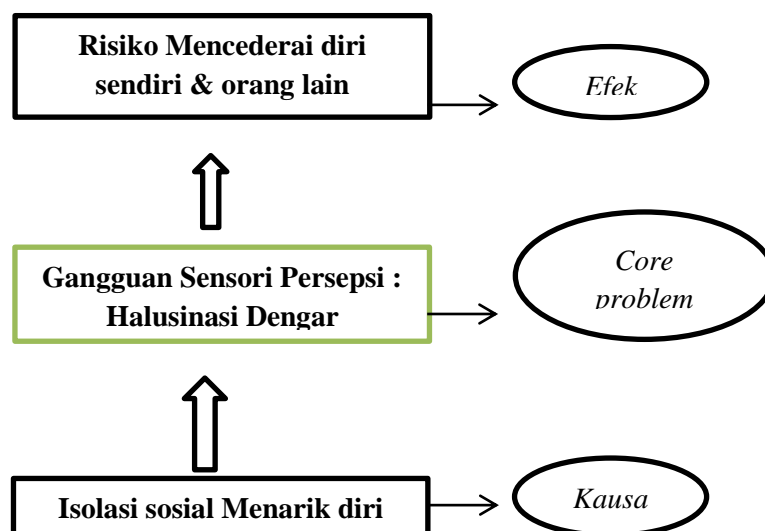 Risiko Mencederai diri
sendiri & orang lain
Efek
Gangguan Sensori Persepsi :
Halusinasi Dengar
Core
problem
Isolasi sosial Menarik diri
Kausa